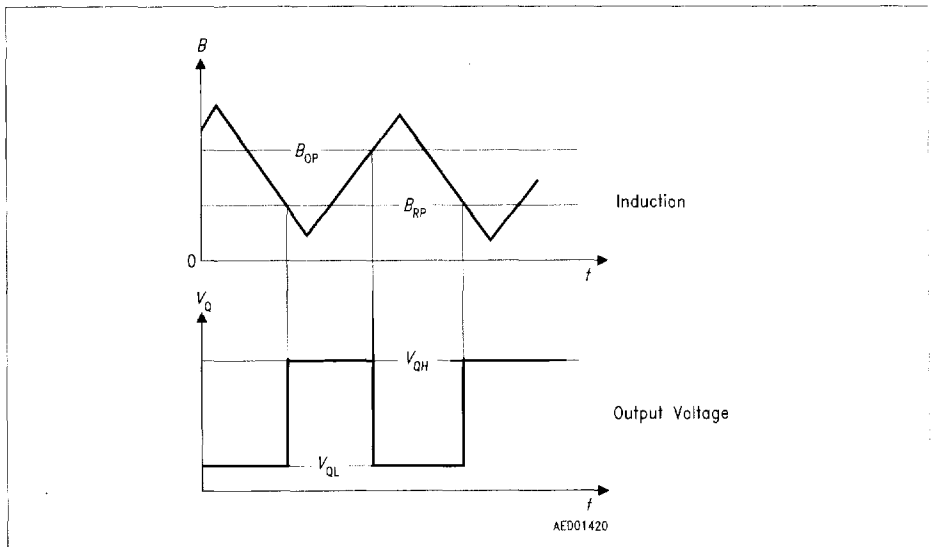 B
B_OP
B_RP
Induction
0
t
V_Q
V_QH
Output Voltage
V_QL
t
AED01420